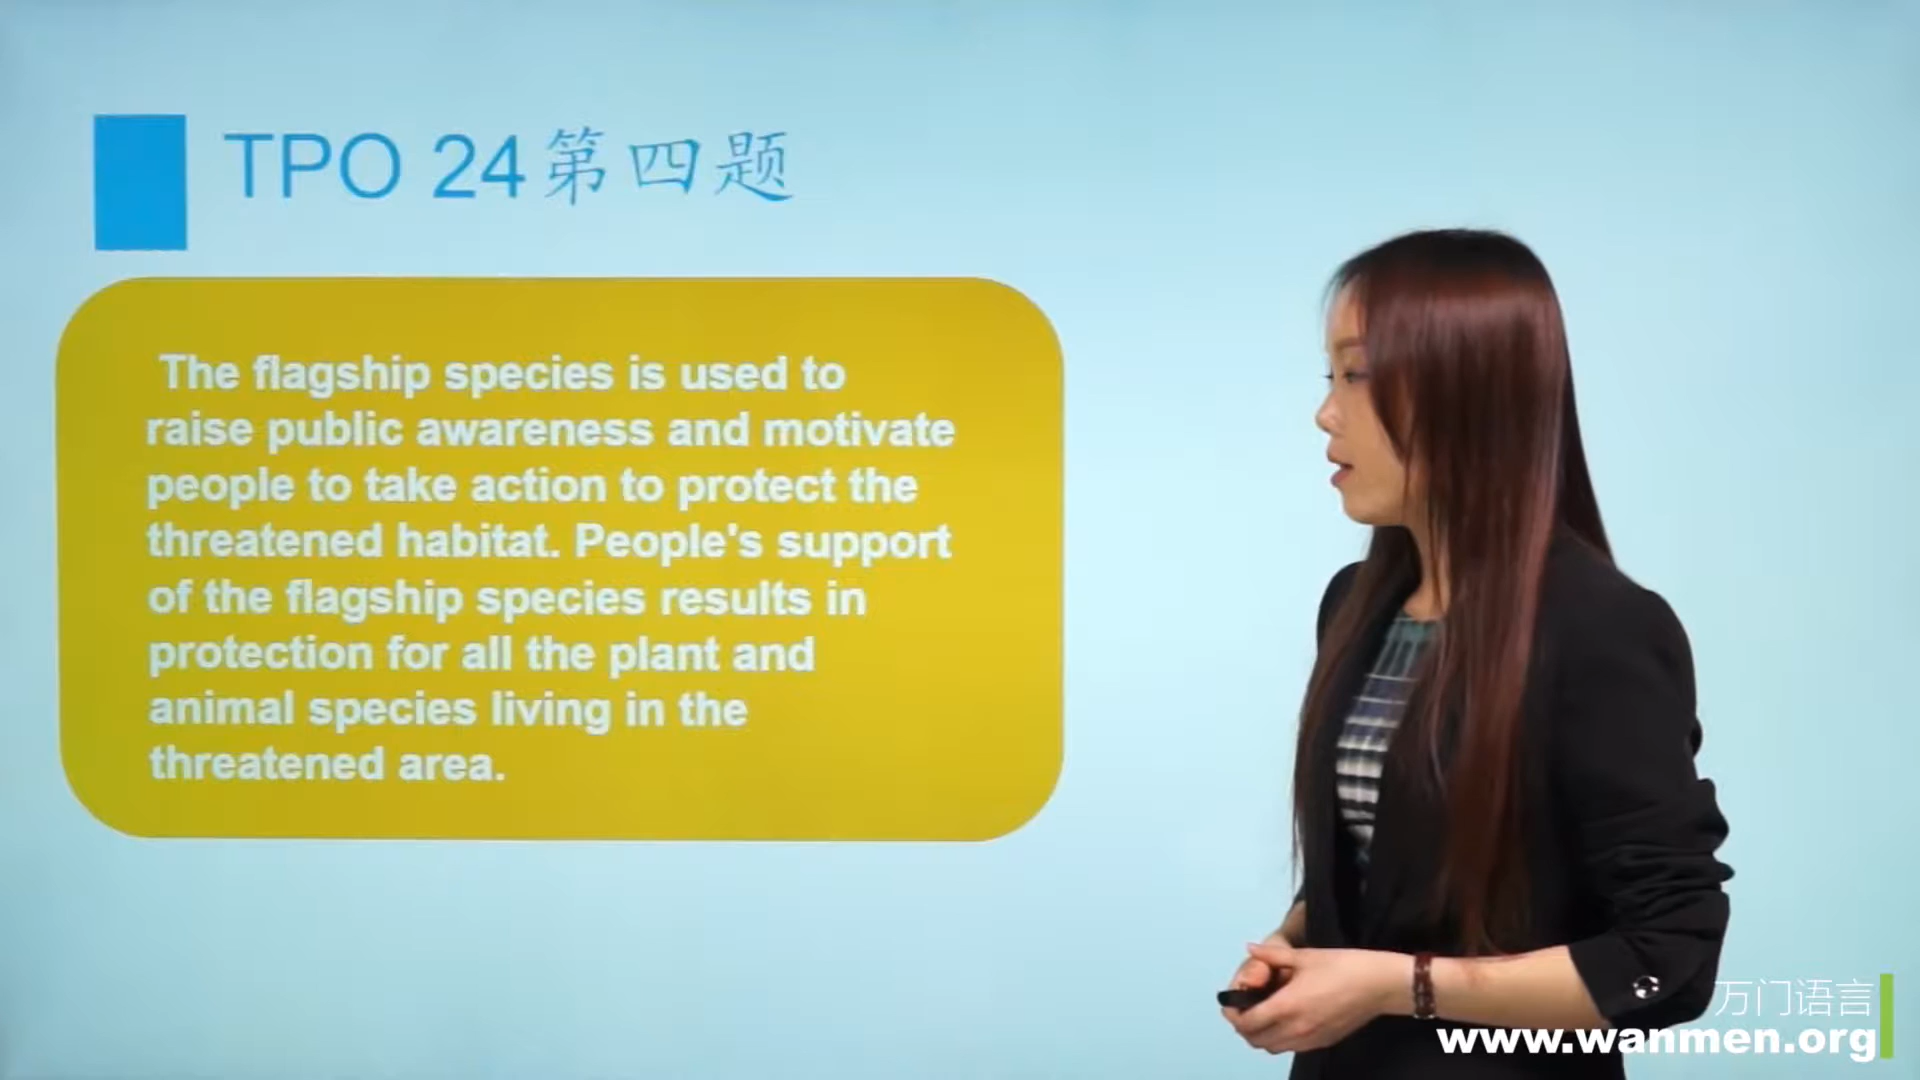 TPO 24第四题
The flagship species is used to
raise public awareness and motivate
people to take action to protect the
threatened habitat. People's support
of the flagship species results in
protection for all the plant and
animal species living in the
threatened area.
万门语言
www.wanmen.org